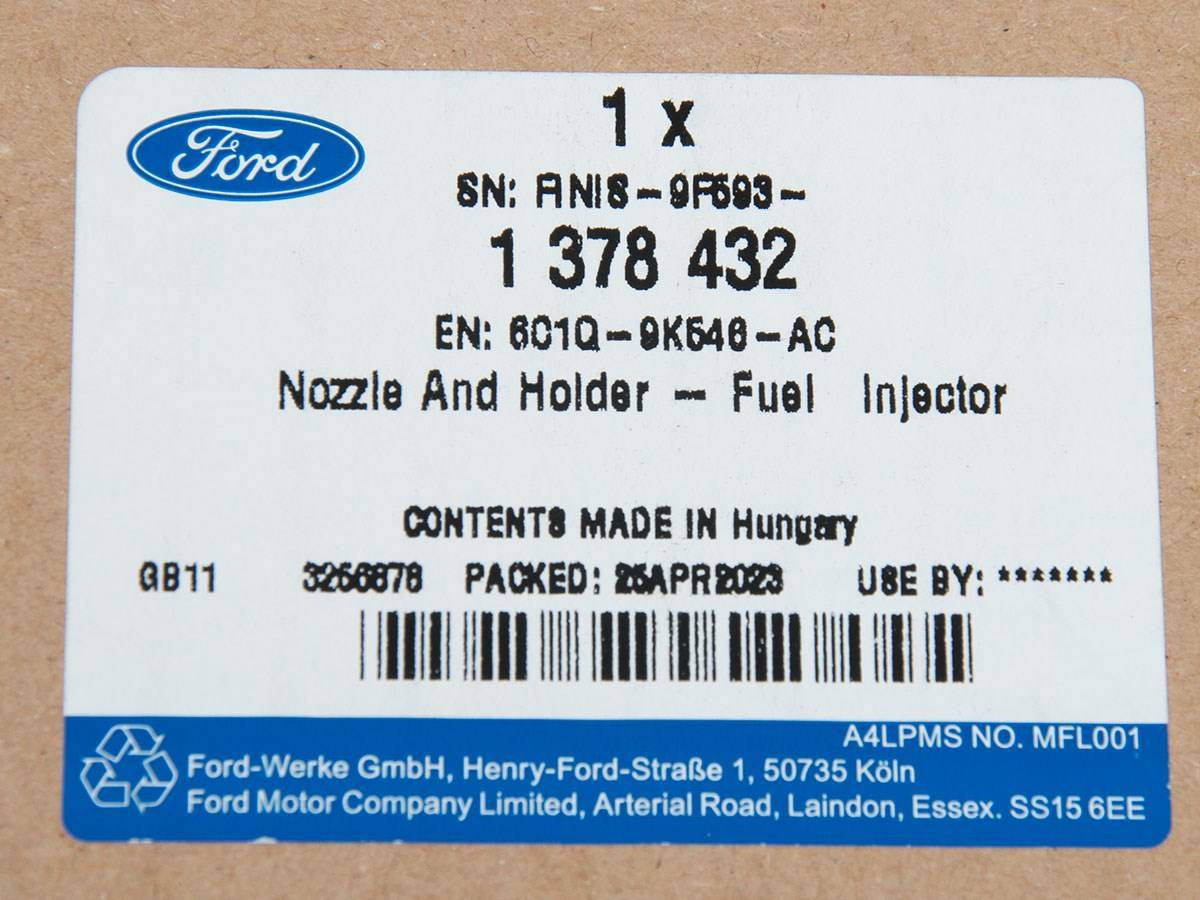 Ford
1 x
SN: FINIS-9F593-
1 378 432
EN: 6C1Q-9K546-AC
Nozzle And Holder - Fuel Injector
CONTENTS MADE IN Hungary
GB11 3256878 PACKED: 25APR2023 USE BY: *******
A4LPMS NO. MFL001
Ford-Werke GmbH, Henry-Ford-Straße 1, 50735 Köln
Ford Motor Company Limited, Arterial Road, Laindon, Essex. SS15 6EE